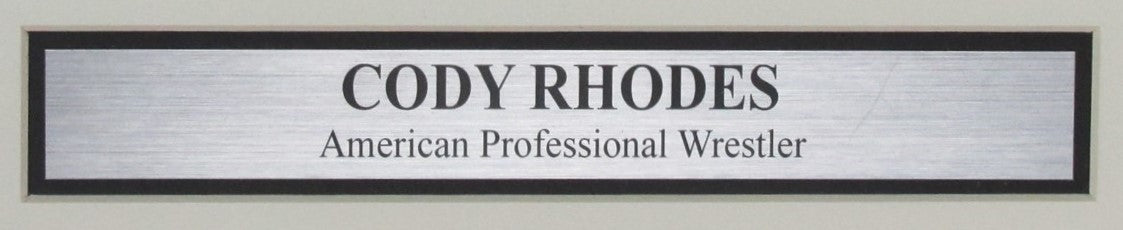 CODY RHODES
American Professional Wrestler